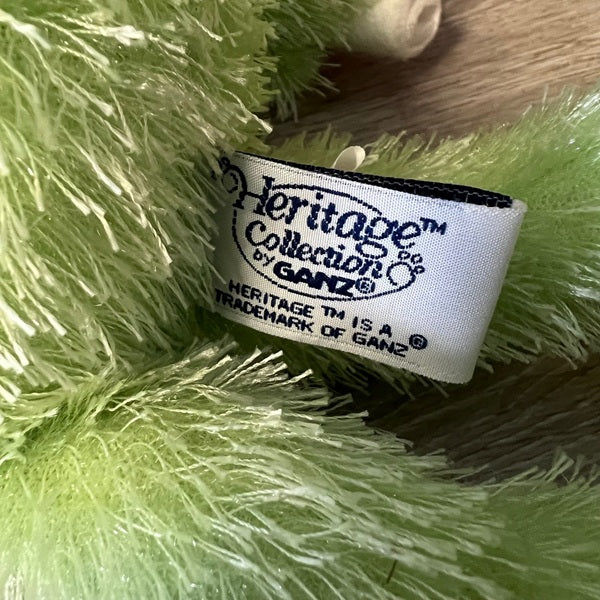 Heritage™
Collection
by GANZ®
HERITAGE TM IS A
TRADEMARK OF GANZ®